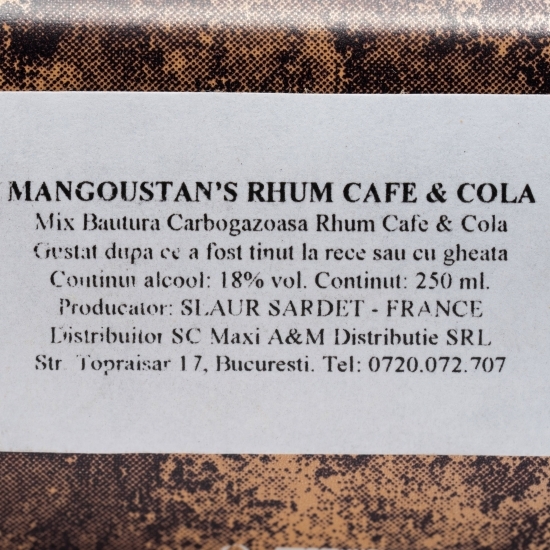 MANGOUSTAN'S RHUM CAFE & COLA
Mix Bautura Carbogazoasa Rhum Cafe & Cola
Gustat dupa ce a fost tinut la rece sau cu gheata
Continut alcool: 18% vol. Continut: 250 ml.
Producator: SLAUR SARDET - FRANCE
Distribuitor SC Maxi A&M Distributie SRL
Str. Topraisar 17, Bucuresti. Tel: 0720.072.707